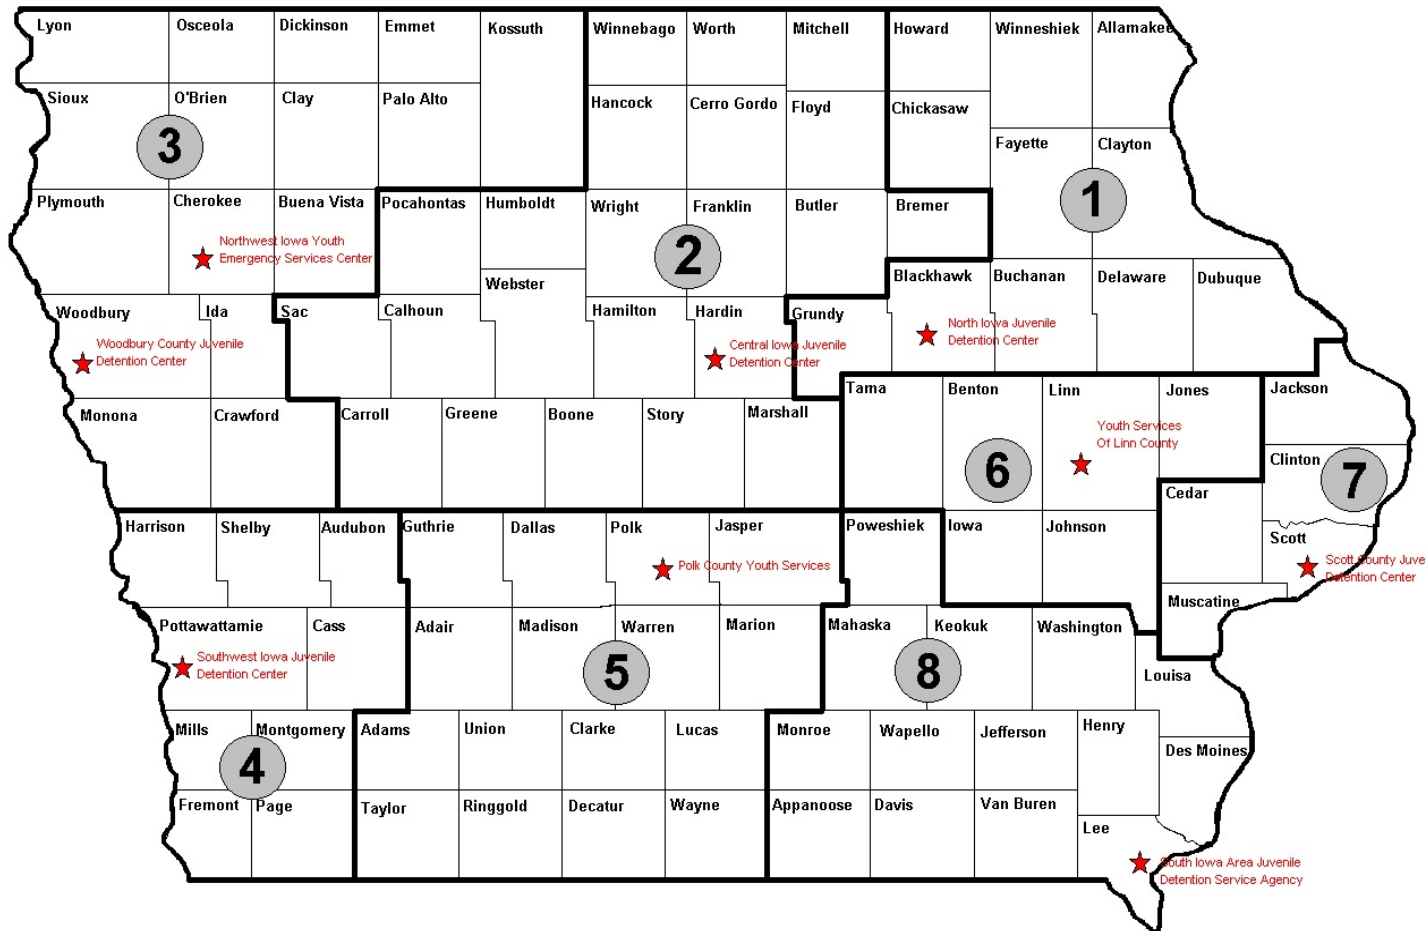 Lyon
Osceola
Dickinson
Emmet
Kossuth
Winnebago
Worth
Mitchell
Howard
Winneshiek
Allamakee
Sioux
O'Brien
Clay
Palo Alto
Hancock
Cerro Gordo
Floyd
Chickasaw
Fayette
Clayton
3
1
Plymouth
Cherokee
Buena Vista
Pocahontas
Humboldt
Wright
Franklin
Butler
Bremer
Northwest Iowa Youth
Emergency Services Center
2
Webster
Blackhawk
Buchanan
Delaware
Dubuque
Woodbury
Ida
Sac
Calhoun
Hamilton
Hardin
Grundy
Woodbury County Juvenile
Detention Center
Central Iowa Juvenile
Detention Center
North Iowa Juvenile
Detention Center
Tama
Benton
Linn
Jones
Jackson
Monona
Crawford
Carroll
Greene
Boone
Story
Marshall
Youth Services
Of Linn County
6
Clinton
7
Cedar
Harrison
Shelby
Audubon
Guthrie
Dallas
Polk
Jasper
Poweshiek
Iowa
Johnson
Scott
Polk County Youth Services
Scott County Juve
Detention Center
Muscatine
Pottawattamie
Cass
Adair
Madison
Warren
Marion
Mahaska
Keokuk
Washington
Southwest Iowa Juvenile
Detention Center
5
8
Louisa
Mills
Montgomery
Adams
Union
Clarke
Lucas
Monroe
Wapello
Jefferson
Henry
Des Moines
4
Fremont
Page
Taylor
Ringgold
Decatur
Wayne
Appanoose
Davis
Van Buren
Lee
South Iowa Area Juvenile
Detention Service Agency